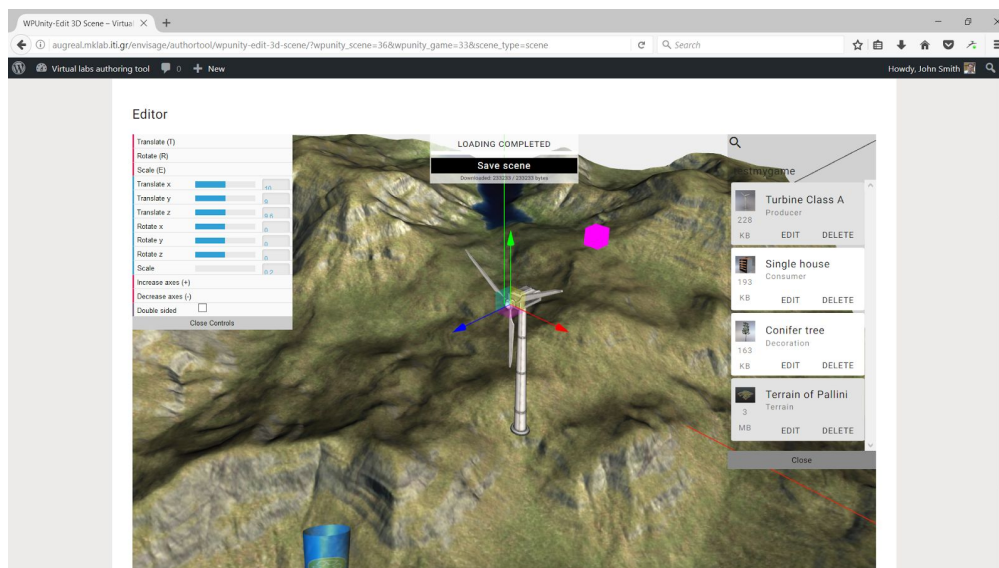 WPUnity-Edit 3D Scene – Virtual
augreal.mklab.iti.gr/envisage/authortool/wpunity-edit-3d-scene/?wpunity_scene=36&wpunity_game=33&scene_type=scene
Search
Virtual labs authoring tool 0 + New
Howdy, John Smith
Editor
Translate (T)
Rotate (R)
Scale (E)
Translate x
Translate y
Translate z
Rotate x
Rotate y
Rotate z
Scale
Increase axes (+)
Decrease axes (-)
Double sided
Close Controls
LOADING COMPLETED
Save scene
Downloaded: 233239 / 233239 bytes
Turbine Class A
Producer
228
KB EDIT DELETE
Single house
Consumer
193
KB EDIT DELETE
Conifer tree
Decoration
163
KB EDIT DELETE
Terrain of Pallini
Terrain
3
MB EDIT DELETE
Close